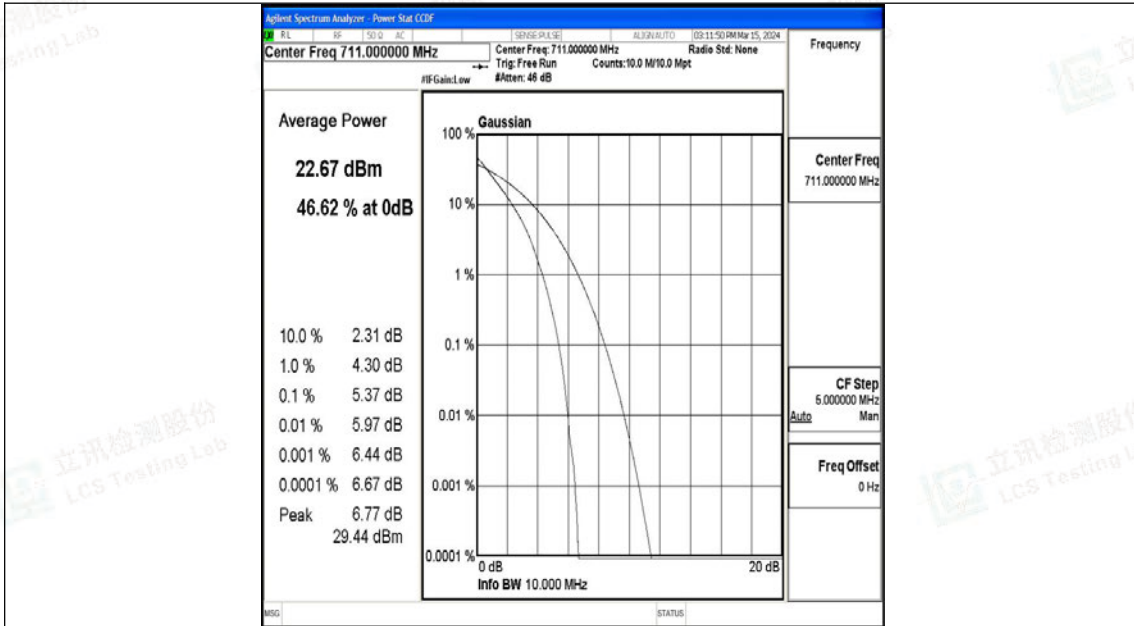 Agilent Spectrum Analyzer - Power Stat CCDF
RL RF 50 Ω AC SENSE:PULSE ALIGNAUTO 03:11:50 PM Mar 15, 2024
Center Freq 711.000000 MHz
Center Freq: 711.000000 MHz Radio Std: None
Trig: Free Run Counts:10.0 M/10.0 Mpt
#IFGain:Low #Atten: 46 dB
Frequency
Average Power
22.67 dBm
46.62 % at 0dB
10.0 % 2.31 dB
1.0 % 4.30 dB
0.1 % 5.37 dB
0.01 % 5.97 dB
0.001 % 6.44 dB
0.0001 % 6.67 dB
Peak 6.77 dB
29.44 dBm
Gaussian
100 %
10 %
1 %
0.1 %
0.01 %
0.001 %
0.0001 %
0 dB 20 dB
Info BW 10.000 MHz
Center Freq
711.000000 MHz
CF Step
5.000000 MHz
Auto Man
Freq Offset
0 Hz
MSG STATUS
立讯检测股份
LCS Testing Lab
立讯检测股份
LCS Testing L